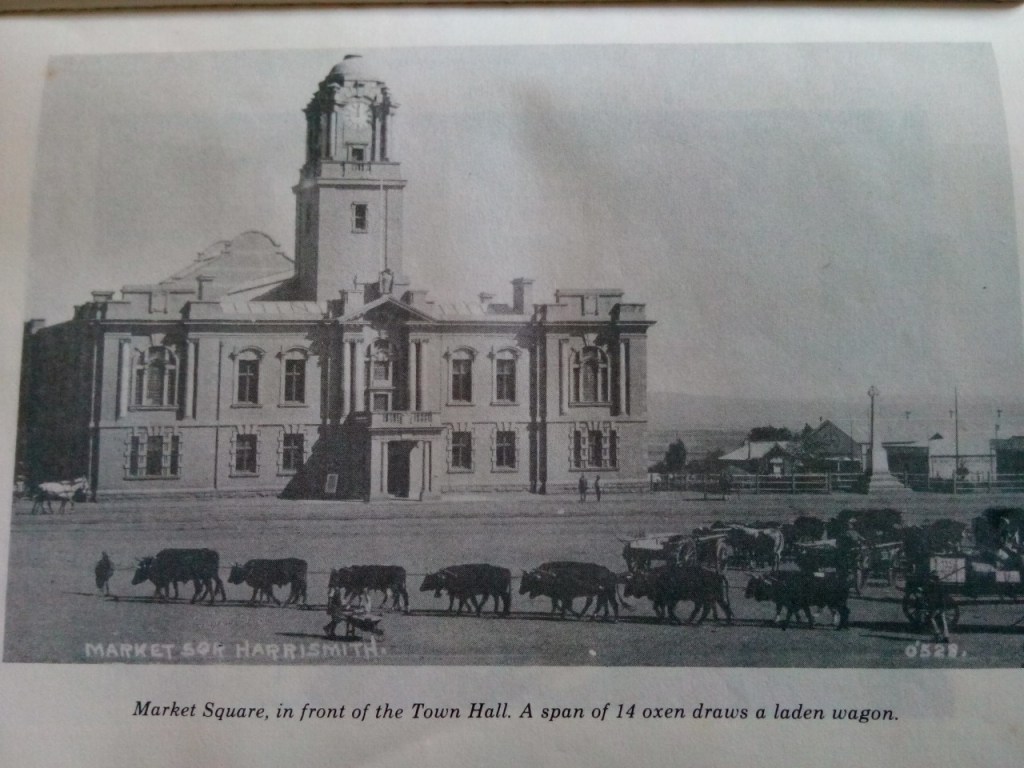 MARKET SQR HARRISMITH.
0528.
Market Square, in front of the Town Hall. A span of 14 oxen draws a laden wagon.